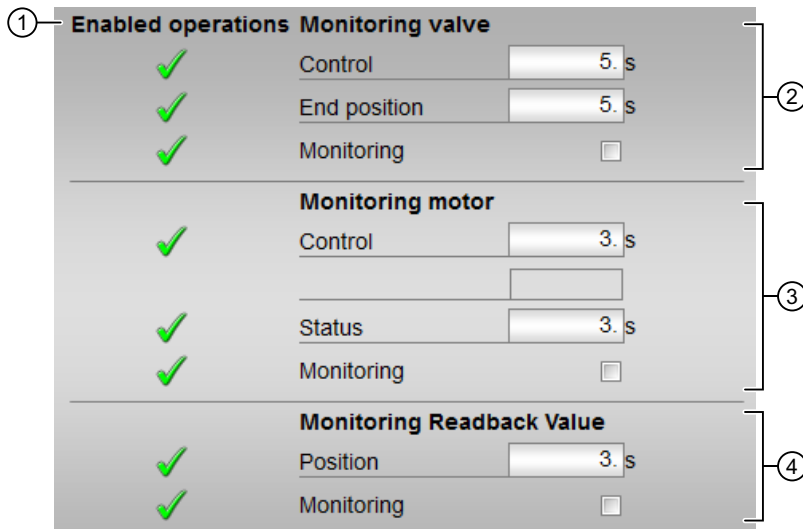 1 Enabled operations Monitoring valve
Control 5. s
End position 5. s
2
Monitoring
Monitoring motor
Control 3. s
3
Status 3. s
Monitoring
Monitoring Readback Value
Position 3. s
4
Monitoring